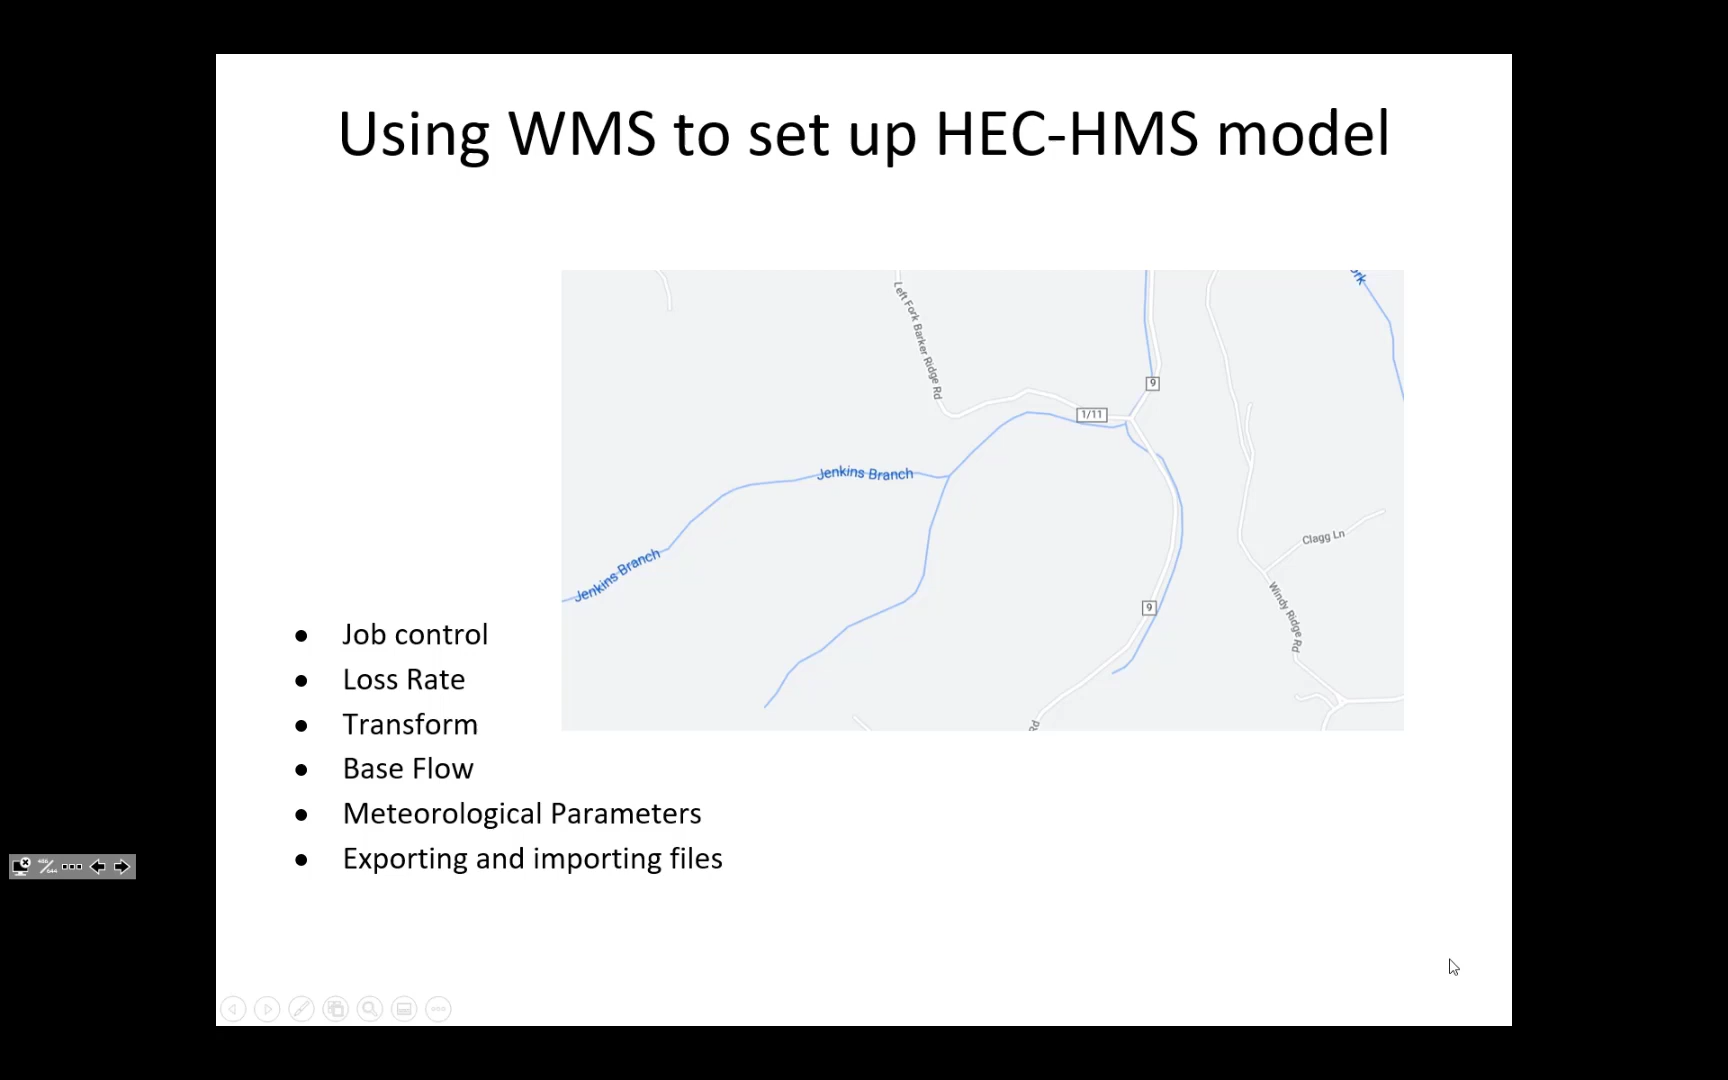 Using WMS to set up HEC-HMS model
ork
Left Fork Barker Ridge Rd
9
1/11
Jenkins Branch
Jenkins Branch
Clagg Ln
9
Windy Ridge Rd
Rd
● Job control
● Loss Rate
● Transform
● Base Flow
● Meteorological Parameters
● Exporting and importing files